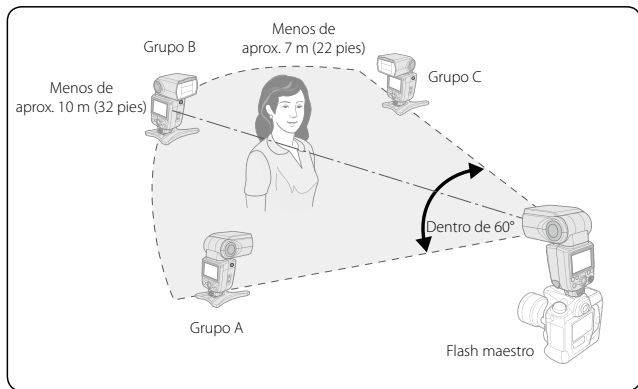 Menos de
aprox. 7 m (22 pies)
Grupo B
Grupo C
Menos de
aprox. 10 m (32 pies)
Dentro de 60°
Grupo A
Flash maestro